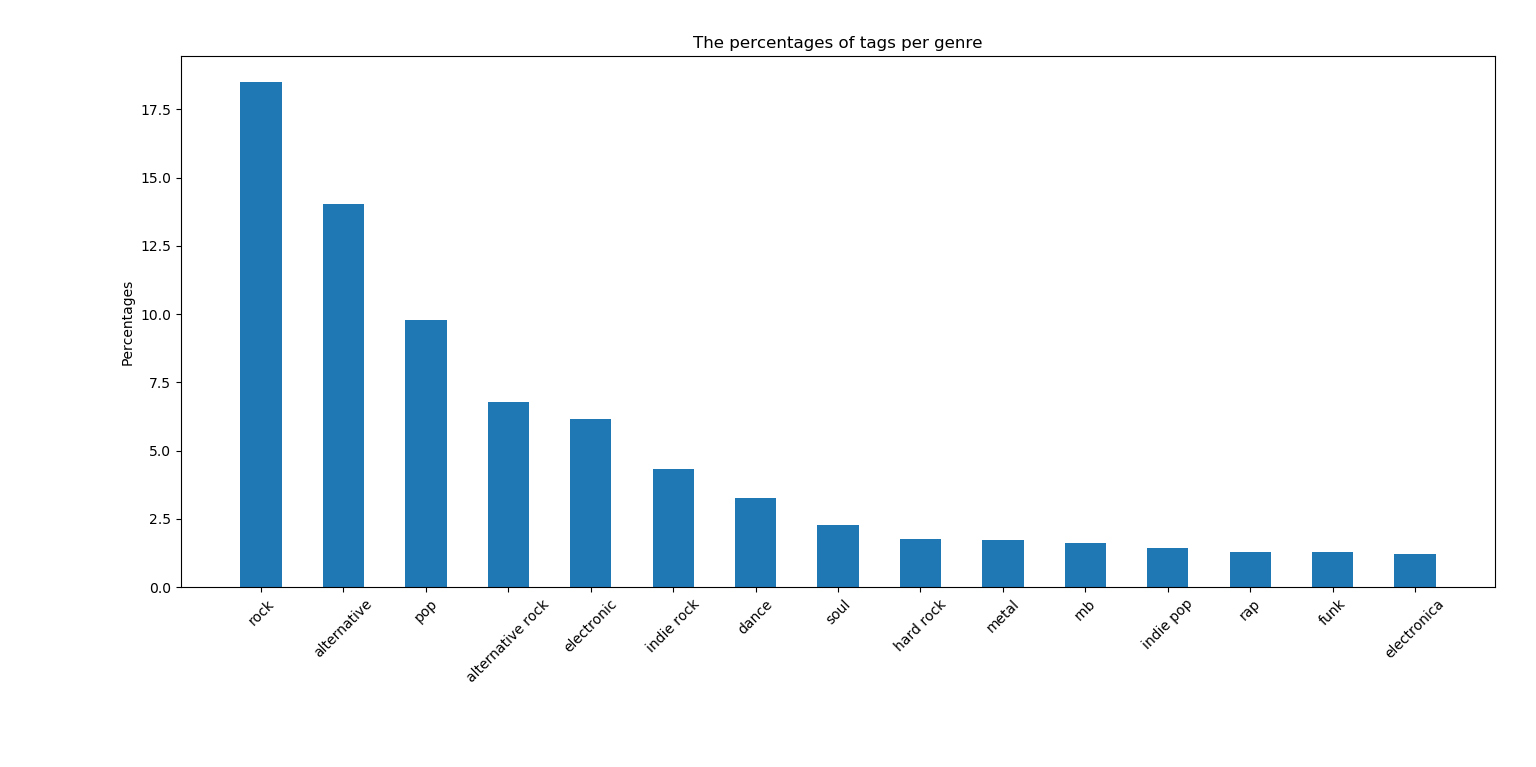 The percentages of tags per genre
Percentages
17.5
15.0
12.5
10.0
7.5
5.0
2.5
0.0
rock
alternative
pop
alternative rock
electronic
indie rock
dance
soul
hard rock
metal
rnb
indie pop
rap
funk
electronica